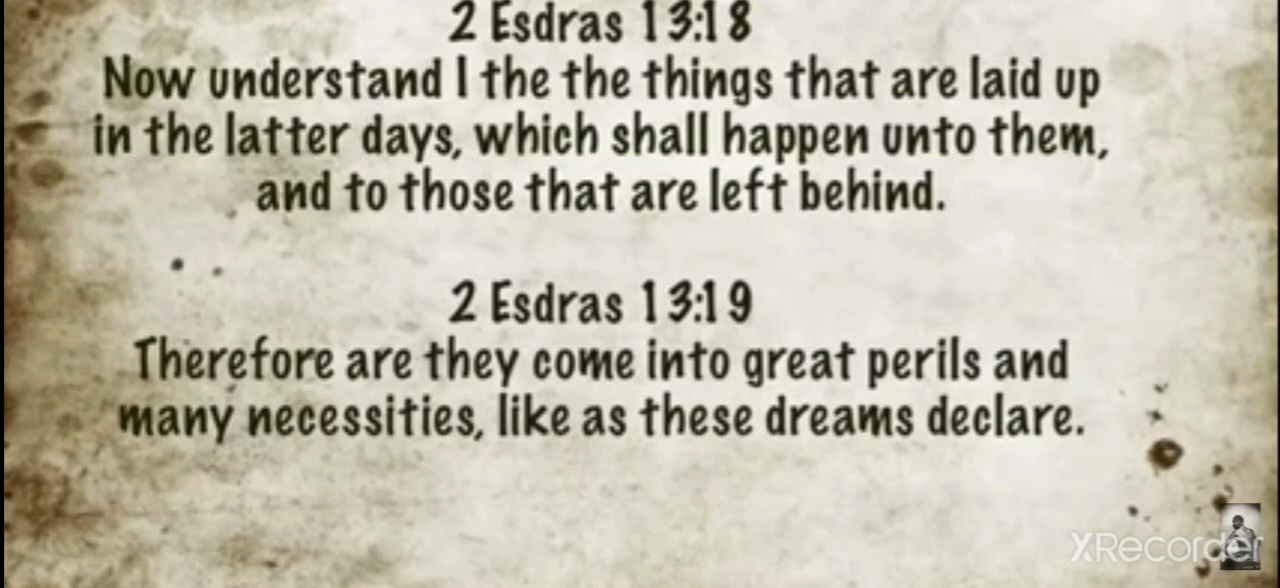 2 Esdras 13:18
Now understand I the the things that are laid up
in the latter days, which shall happen unto them,
and to those that are left behind.
2 Esdras 13:19
Therefore are they come into great perils and
many necessities, like as these dreams declare.
XRecorder